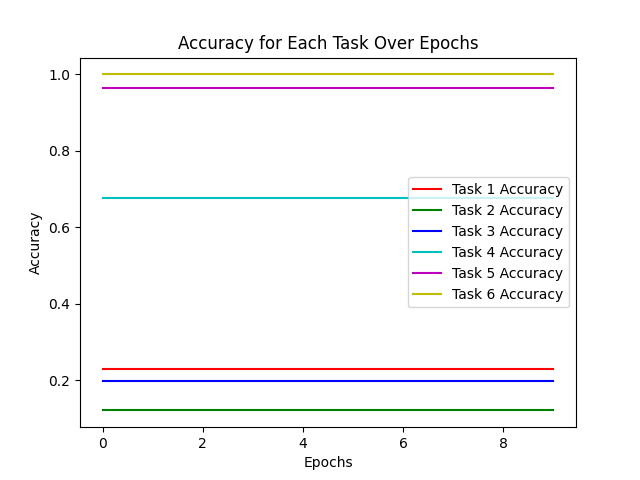 Accuracy for Each Task Over Epochs
1.0
0.8
0.6
0.4
0.2
Accuracy
Task 1 Accuracy
Task 2 Accuracy
Task 3 Accuracy
Task 4 Accuracy
Task 5 Accuracy
Task 6 Accuracy
0 2 4 6 8
Epochs